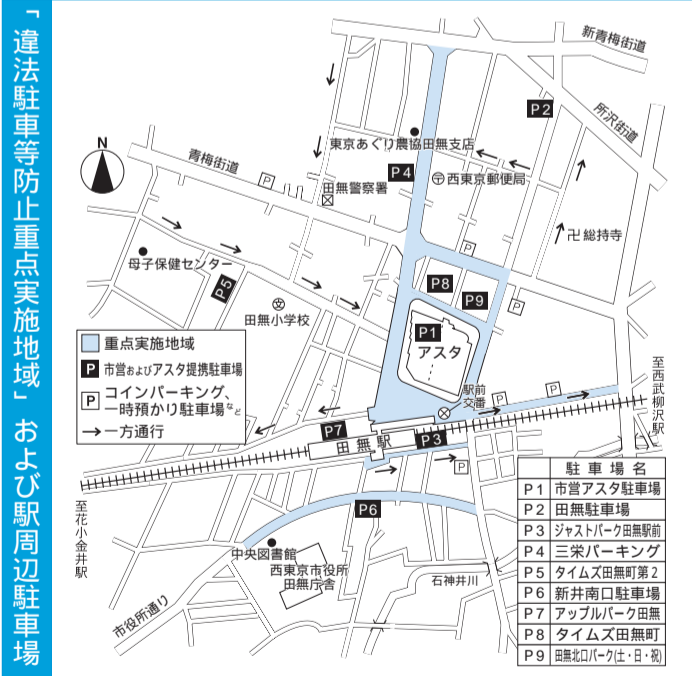 「違法駐車等防止重点実施地域」 および駅周辺駐車場
新青梅街道
所沢街道
P2
東京あぐり農協田無支店
青梅街道
N
P
P4
〒西東京郵便局
田無警察署
卍 総持寺
母子保健センター
P
P5
P8
P9
P
文
田無小学校
P1
アスタ
重点実施地域
P 市営およびアスタ提携駐車場
P コインパーキング、
一時預かり駐車場など
→一方通行
駅前
交番
P
P
至西武柳沢駅
P7
田無駅
P3
P
至花小金井駅
P6
中央図書館
西東京市役所
田無庁舎
石神井川
市役所通り
駐車場名
P1 市営アスタ駐車場
P2 田無駐車場
P3 ジャストパーク田無駅前
P4 三栄パーキング
P5 タイムズ田無町第2
P6 新井南口駐車場
P7 アップルパーク田無
P8 タイムズ田無町
P9 田無北口パーク(土・日・祝)